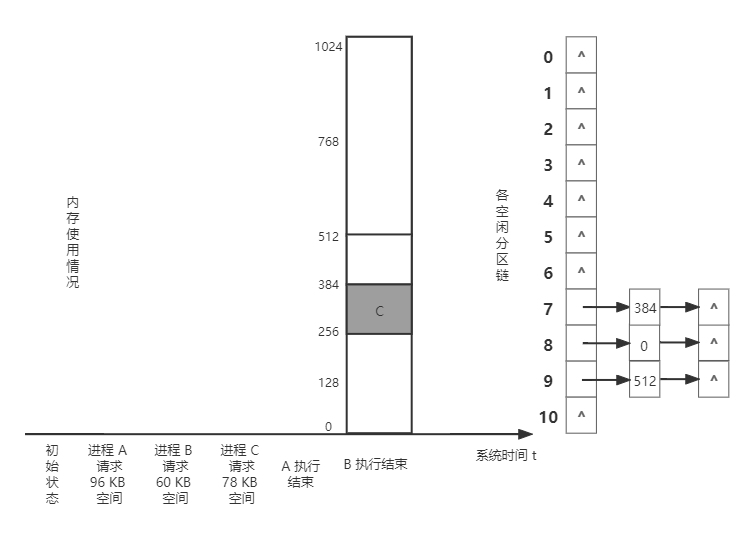 1024
768
512
384
256
128
0
C
内存使用情况
初始状态
进程 A
请求
96 KB
空间
进程 B
请求
60 KB
空间
进程 C
请求
78 KB
空间
A 执行
结束
B 执行结束
系统时间 t
各空闲分区链
0 ^
1 ^
2 ^
3 ^
4 ^
5 ^
6 ^
7 384 ^
8 0 ^
9 512 ^
10 ^